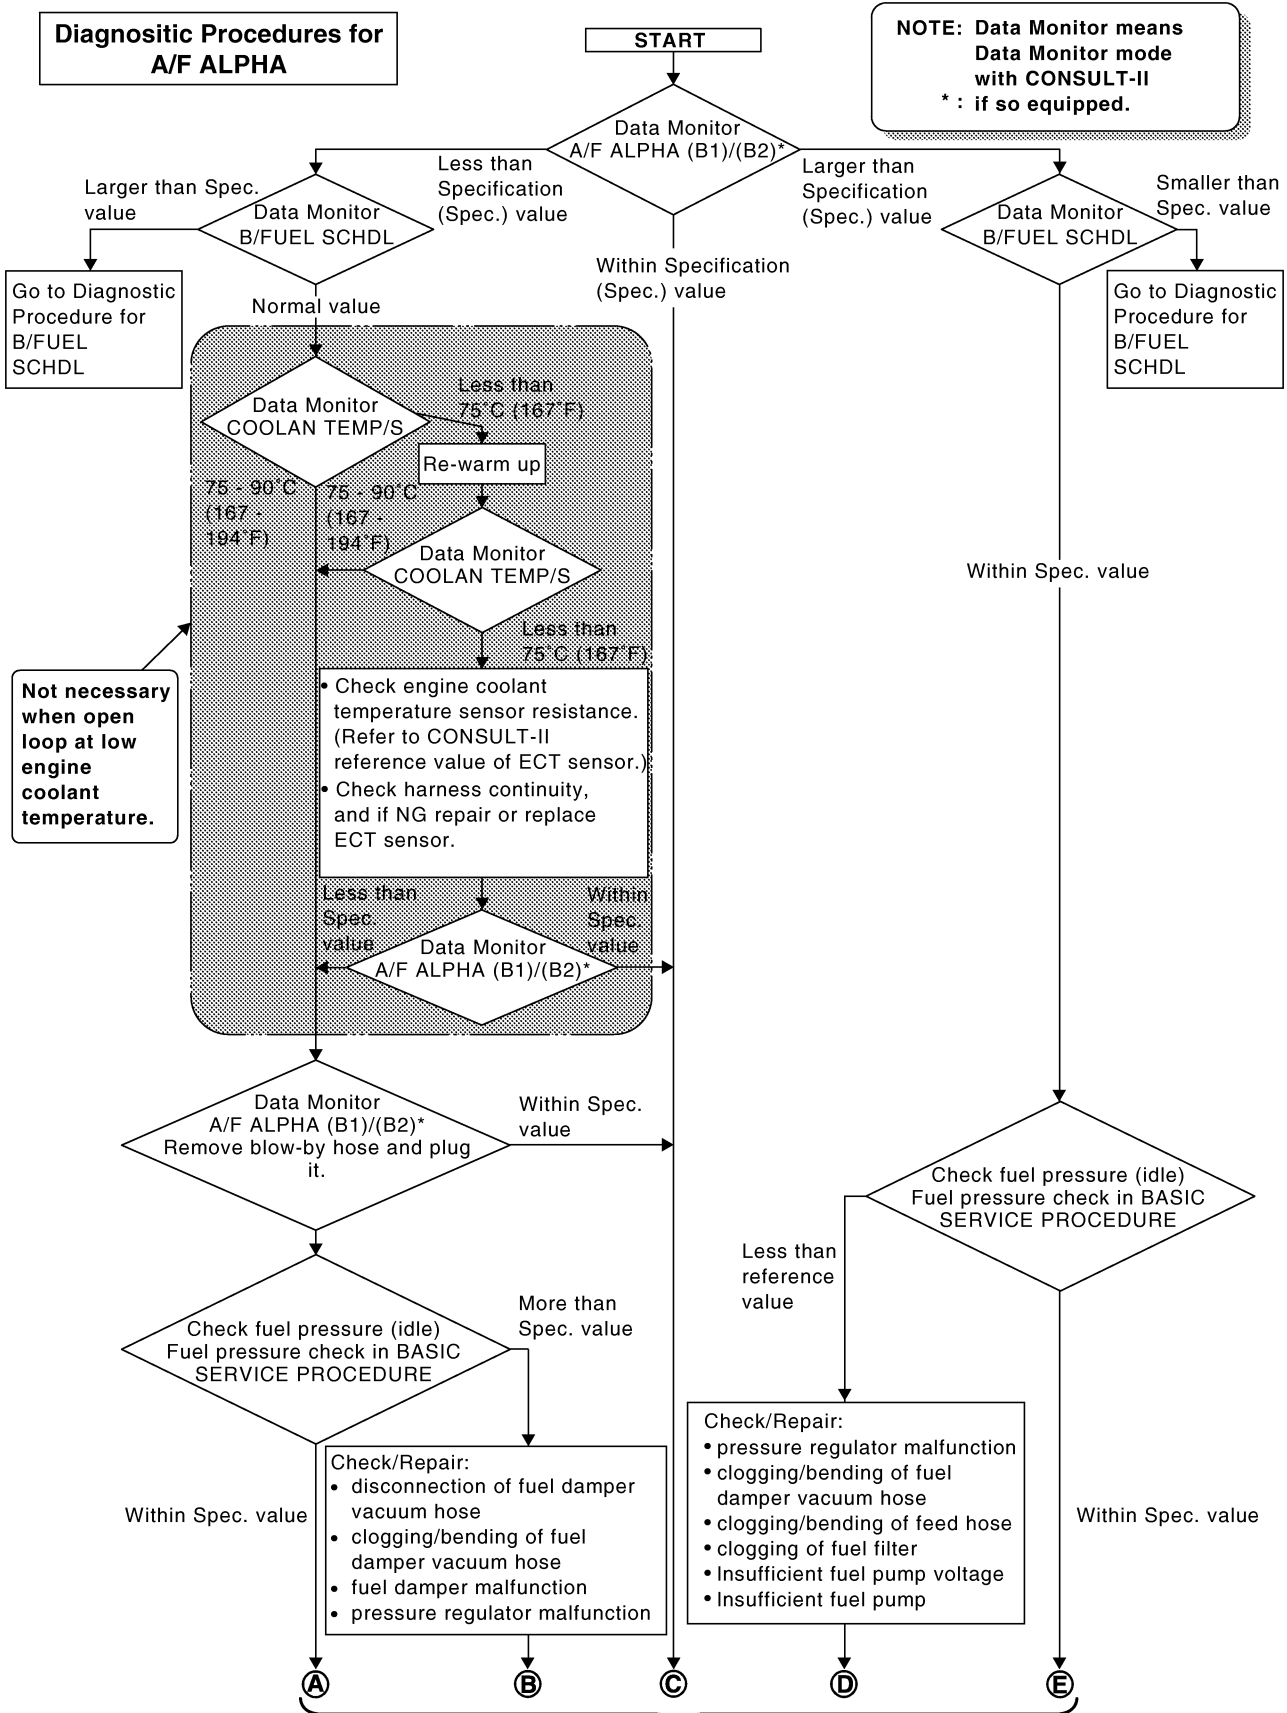 Diagnositic Procedures for
A/F ALPHA
START
NOTE: Data Monitor means
Data Monitor mode
with CONSULT-II
* : if so equipped.
Data Monitor
A/F ALPHA (B1)/(B2)*
Less than
Specification
(Spec.) value
Larger than
Specification
(Spec.) value
Larger than Spec.
value
Data Monitor
B/FUEL SCHDL
Data Monitor
B/FUEL SCHDL
Smaller than
Spec. value
Within Specification
(Spec.) value
Go to Diagnostic
Procedure for
B/FUEL
SCHDL
Normal value
Go to Diagnostic
Procedure for
B/FUEL
SCHDL
Data Monitor
COOLAN TEMP/S
Less than
75˚C (167˚F)
Re-warm up
75 - 90˚C
(167 -
194˚F)
75 - 90˚C
(167 -
194˚F)
Data Monitor
COOLAN TEMP/S
Within Spec. value
Less than
75˚C (167˚F)
Not necessary
when open
loop at low
engine
coolant
temperature.
• Check engine coolant
temperature sensor resistance.
(Refer to CONSULT-II
reference value of ECT sensor.)
• Check harness continuity,
and if NG repair or replace
ECT sensor.
Less than
Spec.
value
Within
Spec.
value
Data Monitor
A/F ALPHA (B1)/(B2)*
Data Monitor
A/F ALPHA (B1)/(B2)*
Remove blow-by hose and plug
it.
Within Spec.
value
Check fuel pressure (idle)
Fuel pressure check in BASIC
SERVICE PROCEDURE
Less than
reference
value
Check fuel pressure (idle)
Fuel pressure check in BASIC
SERVICE PROCEDURE
More than
Spec. value
Within Spec. value
Check/Repair:
• disconnection of fuel damper
vacuum hose
• clogging/bending of fuel
damper vacuum hose
• fuel damper malfunction
• pressure regulator malfunction
Check/Repair:
• pressure regulator malfunction
• clogging/bending of fuel
damper vacuum hose
• clogging/bending of feed hose
• clogging of fuel filter
• Insufficient fuel pump voltage
• Insufficient fuel pump
Within Spec. value
A B C D E